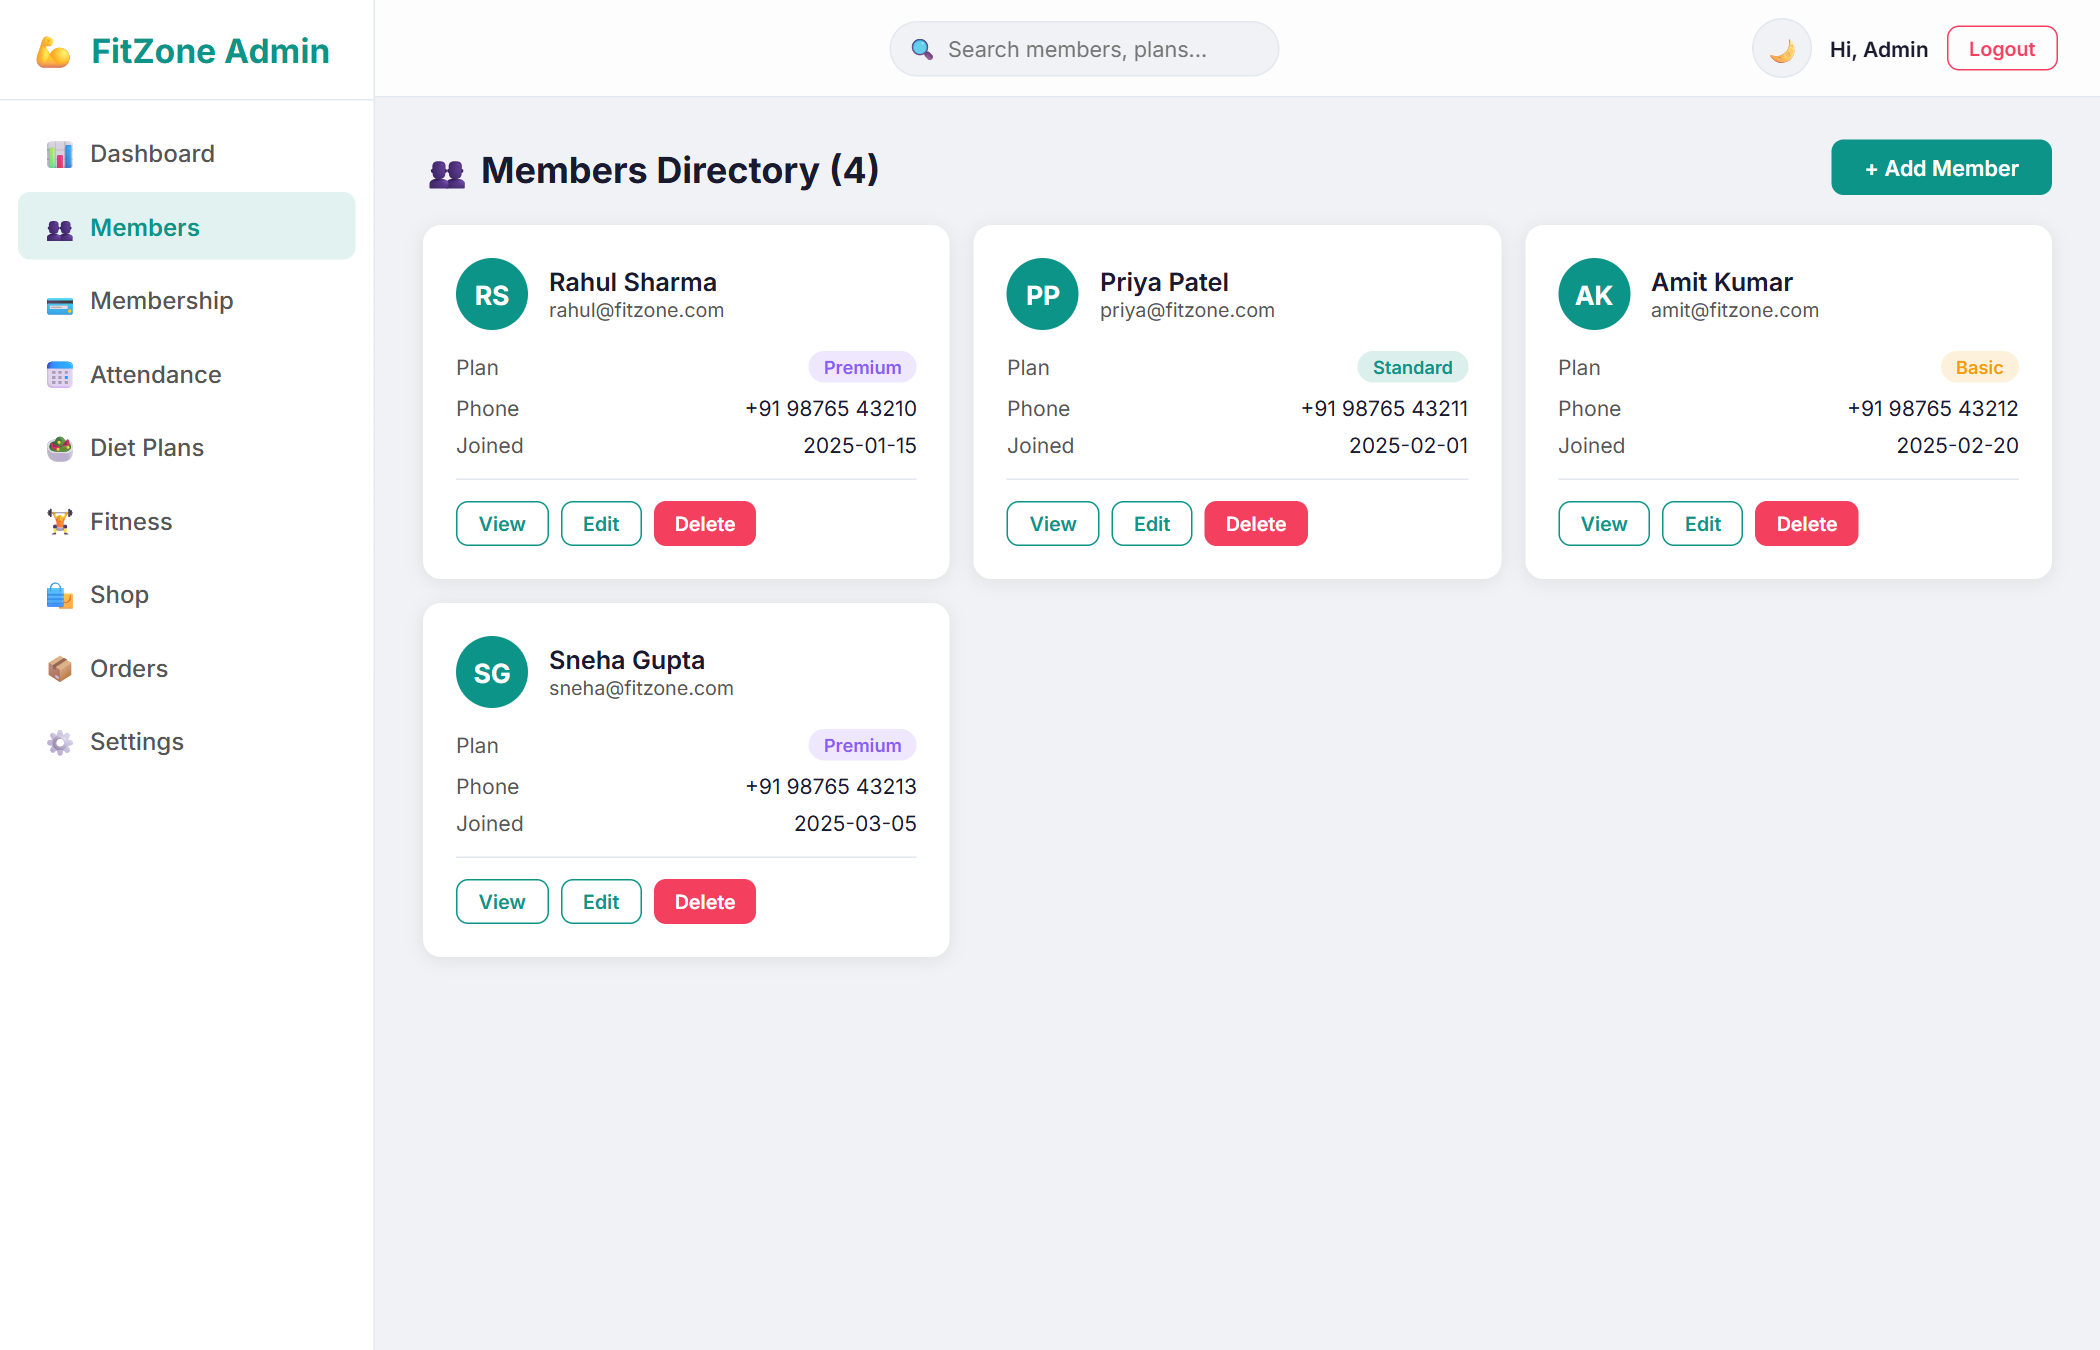 FitZone Admin
Search members, plans...
Hi, Admin
Logout
Dashboard
Members
Membership
Attendance
Diet Plans
Fitness
Shop
Orders
Settings
Members Directory (4)
+ Add Member
RS
Rahul Sharma
rahul@fitzone.com
Plan Premium
Phone +91 98765 43210
Joined 2025-01-15
View Edit Delete
PP
Priya Patel
priya@fitzone.com
Plan Standard
Phone +91 98765 43211
Joined 2025-02-01
View Edit Delete
AK
Amit Kumar
amit@fitzone.com
Plan Basic
Phone +91 98765 43212
Joined 2025-02-20
View Edit Delete
SG
Sneha Gupta
sneha@fitzone.com
Plan Premium
Phone +91 98765 43213
Joined 2025-03-05
View Edit Delete